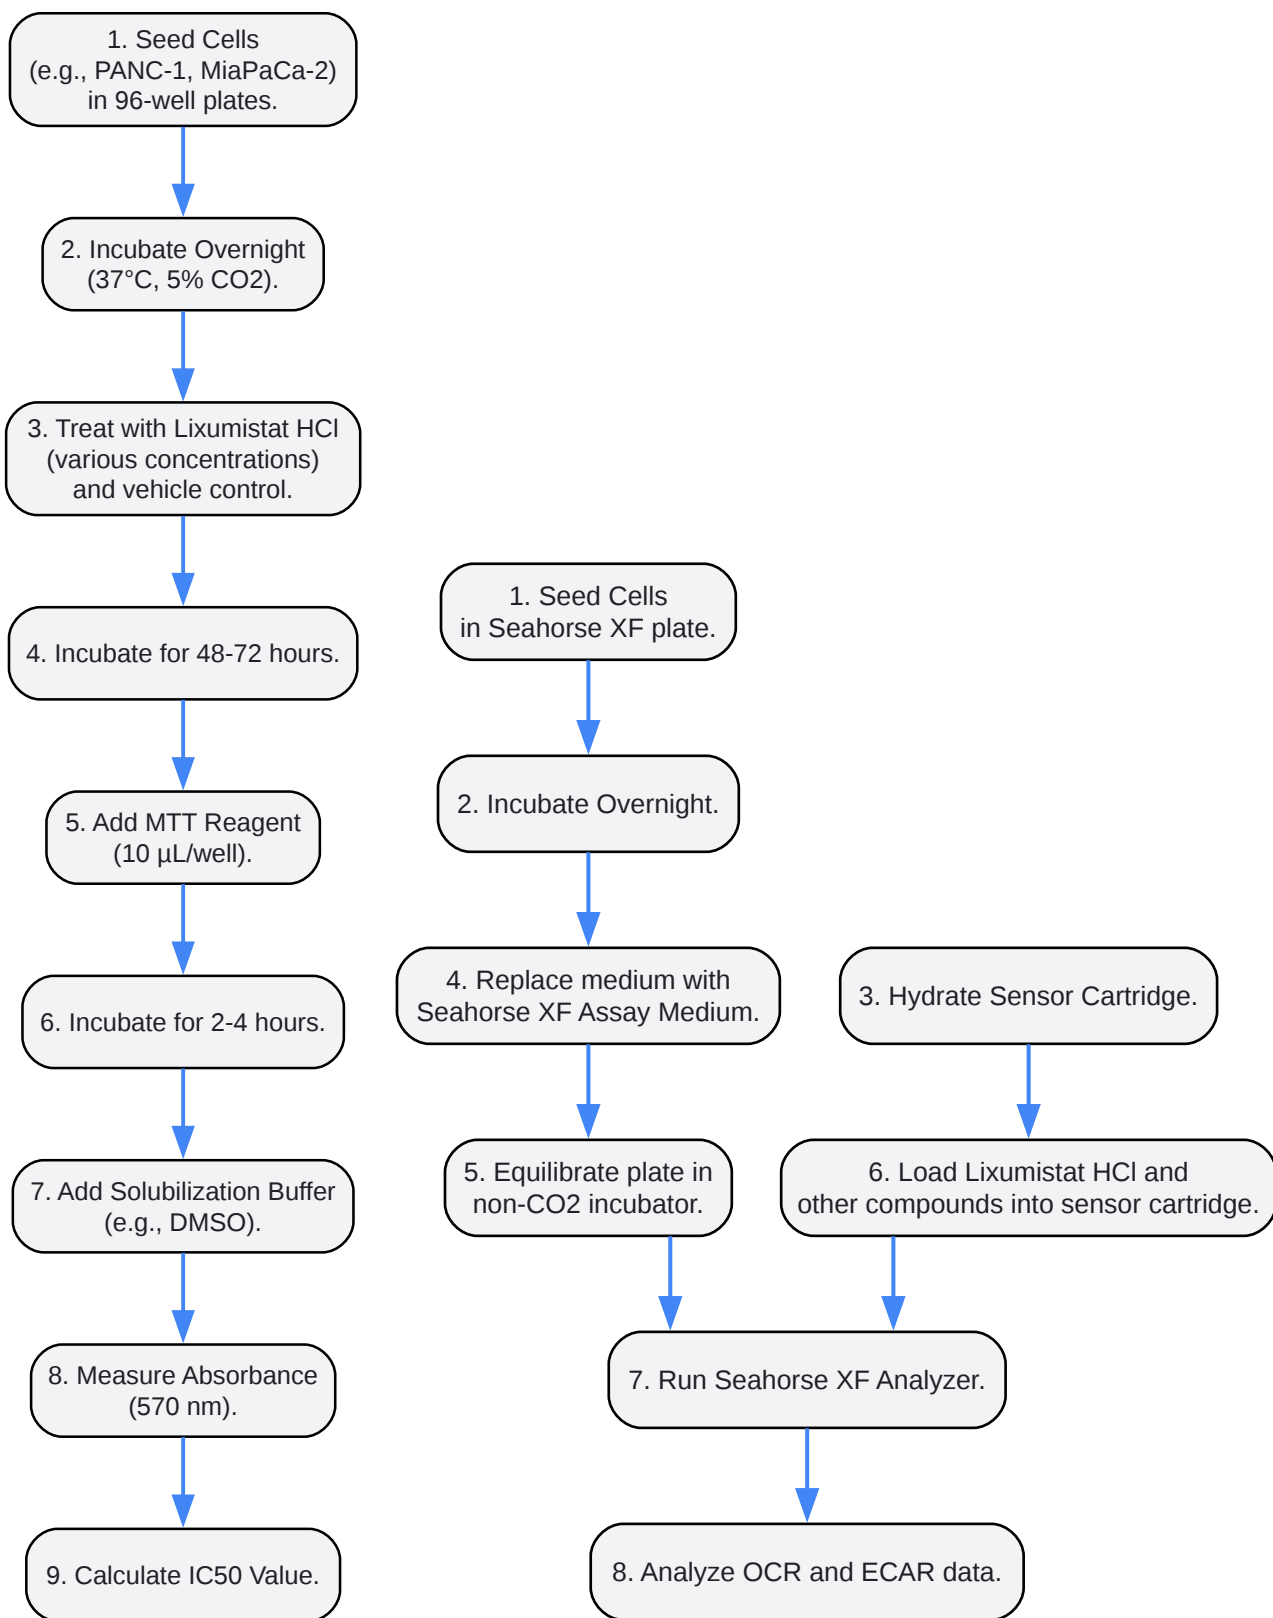 1. Seed Cells
(e.g., PANC-1, MiaPaCa-2)
in 96-well plates.
2. Incubate Overnight
(37°C, 5% CO2).
3. Treat with Lixumistat HCl
(various concentrations)
and vehicle control.
4. Incubate for 48-72 hours.
5. Add MTT Reagent
(10 µL/well).
6. Incubate for 2-4 hours.
7. Add Solubilization Buffer
(e.g., DMSO).
8. Measure Absorbance
(570 nm).
9. Calculate IC50 Value.
1. Seed Cells
in Seahorse XF plate.
2. Incubate Overnight.
4. Replace medium with
Seahorse XF Assay Medium.
3. Hydrate Sensor Cartridge.
5. Equilibrate plate in
non-CO2 incubator.
6. Load Lixumistat HCl and
other compounds into sensor cartridge.
7. Run Seahorse XF Analyzer.
8. Analyze OCR and ECAR data.